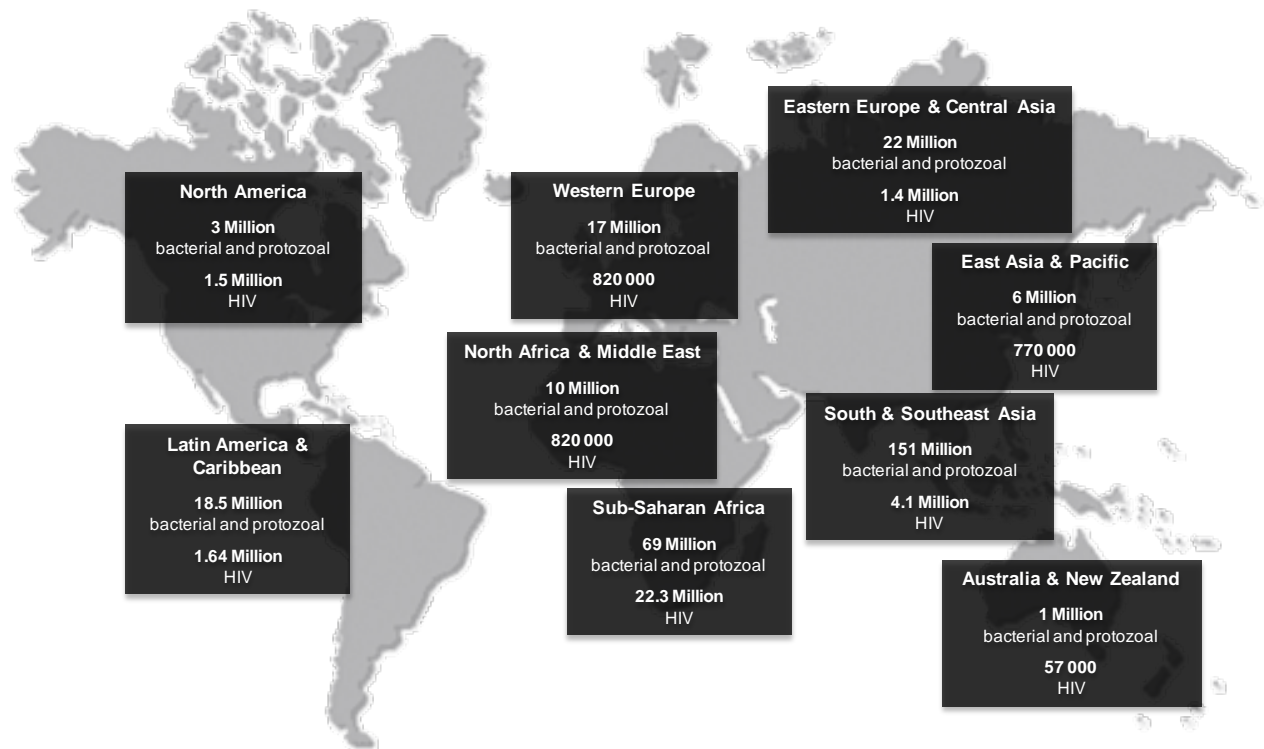 Eastern Europe & Central Asia
22 Million
bacterial and protozoal
1.4 Million
HIV
North America
3 Million
bacterial and protozoal
1.5 Million
HIV
Western Europe
17 Million
bacterial and protozoal
820 000
HIV
East Asia & Pacific
6 Million
bacterial and protozoal
770 000
HIV
North Africa & Middle East
10 Million
bacterial and protozoal
820 000
HIV
South & Southeast Asia
151 Million
bacterial and protozoal
4.1 Million
HIV
Latin America &
Caribbean
18.5 Million
bacterial and protozoal
1.64 Million
HIV
Sub-Saharan Africa
69 Million
bacterial and protozoal
22.3 Million
HIV
Australia & New Zealand
1 Million
bacterial and protozoal
57 000
HIV